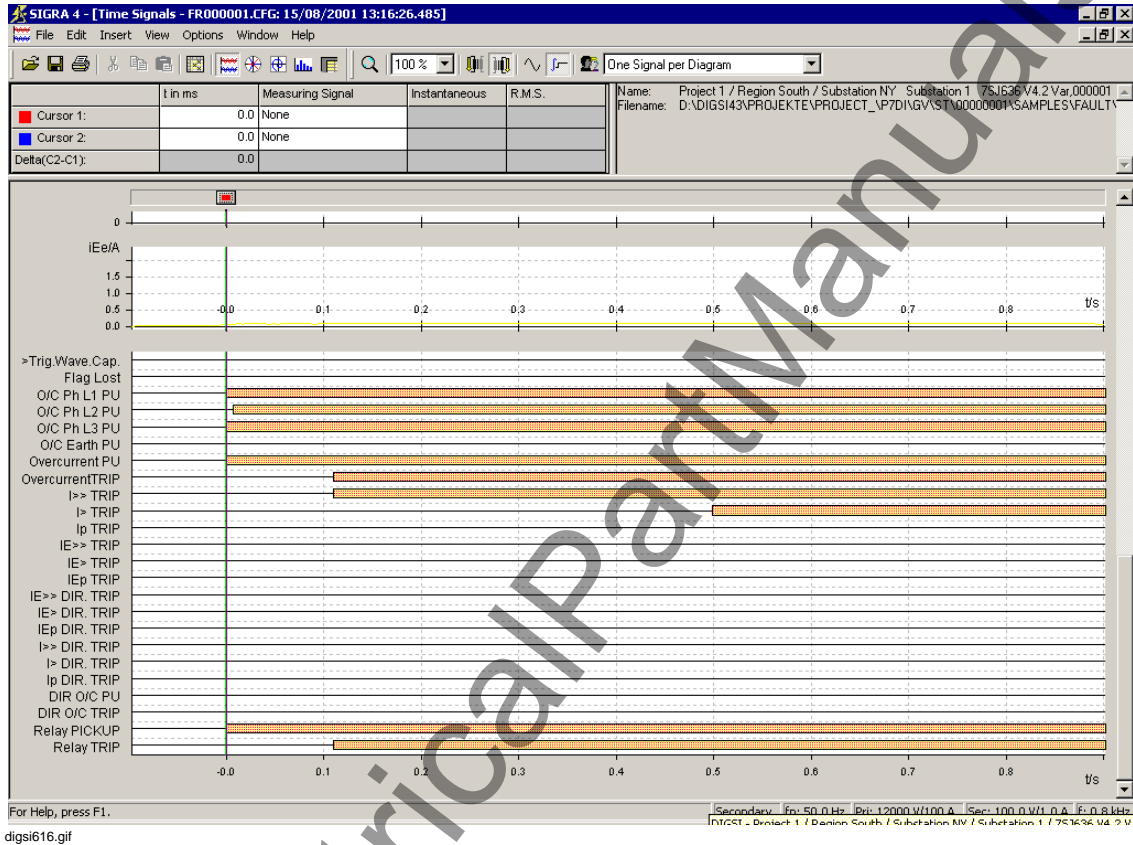 SIGRA 4 - [Time Signals - FR000001.CFG: 15/08/2001 13:16:26.485]
File Edit Insert View Options Window Help
100 % One Signal per Diagram
t in ms Measuring Signal Instantaneous R.M.S.
Cursor 1: 0.0 None
Cursor 2: 0.0 None
Delta(C2-C1): 0.0
Name: Project 1 / Region South / Substation NY Substation 1 7SJ636 V4.2 Var,000001
Filename: D:\DIGSI43\PROJEKTE\PROJECT_\P7DI\GV\ST\00000001\SAMPLES\FAULT\
0
iEe/A
1.5
1.0
0.5
0.0
-0.0 0.1 0.2 0.3 0.4 0.5 0.6 0.7 0.8 t/s
>Trig.Wave.Cap.
Flag Lost
O/C Ph L1 PU
O/C Ph L2 PU
O/C Ph L3 PU
O/C Earth PU
Overcurrent PU
OvercurrentTRIP
I>> TRIP
I> TRIP
Ip TRIP
IE>> TRIP
IE> TRIP
IEp TRIP
IE>> DIR. TRIP
IE> DIR. TRIP
IEp DIR. TRIP
I>> DIR. TRIP
I> DIR. TRIP
Ip DIR. TRIP
DIR O/C PU
DIR O/C TRIP
Relay PICKUP
Relay TRIP
-0.0 0.1 0.2 0.3 0.4 0.5 0.6 0.7 0.8 t/s
For Help, press F1.
Secondary fn: 50.0 Hz Pri: 12000 V/100 A Sec: 100.0 V/1.0 A f: 0.8 kHz
DIGSI - Project 1 / Region South / Substation NY / Substation 1 / 7SJ636 V4.2 V
digsi616.gif
ricalPartManuals